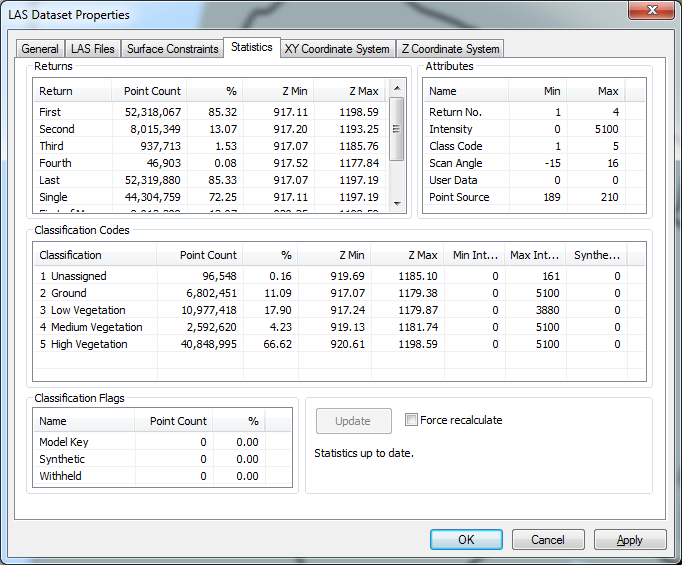 LAS Dataset Properties
General LAS Files Surface Constraints Statistics XY Coordinate System Z Coordinate System
Returns
Return Point Count % Z Min Z Max
First 52,318,067 85.32 917.11 1198.59
Second 8,015,349 13.07 917.20 1193.25
Third 937,713 1.53 917.07 1185.76
Fourth 46,903 0.08 917.52 1177.84
Last 52,319,880 85.33 917.07 1197.19
Single 44,304,759 72.25 917.11 1197.19
Attributes
Name Min Max
Return No. 1 4
Intensity 0 5100
Class Code 1 5
Scan Angle -15 16
User Data 0 0
Point Source 189 210
Classification Codes
Classification Point Count % Z Min Z Max Min Int... Max Int... Synthe...
1 Unassigned 96,548 0.16 919.69 1185.10 0 161 0
2 Ground 6,802,451 11.09 917.07 1179.38 0 5100 0
3 Low Vegetation 10,977,418 17.90 917.24 1179.87 0 3880 0
4 Medium Vegetation 2,592,620 4.23 919.13 1181.74 0 5100 0
5 High Vegetation 40,848,995 66.62 920.61 1198.59 0 5100 0
Classification Flags
Name Point Count %
Model Key 0 0.00
Synthetic 0 0.00
Withheld 0 0.00
Update Force recalculate
Statistics up to date.
OK Cancel Apply